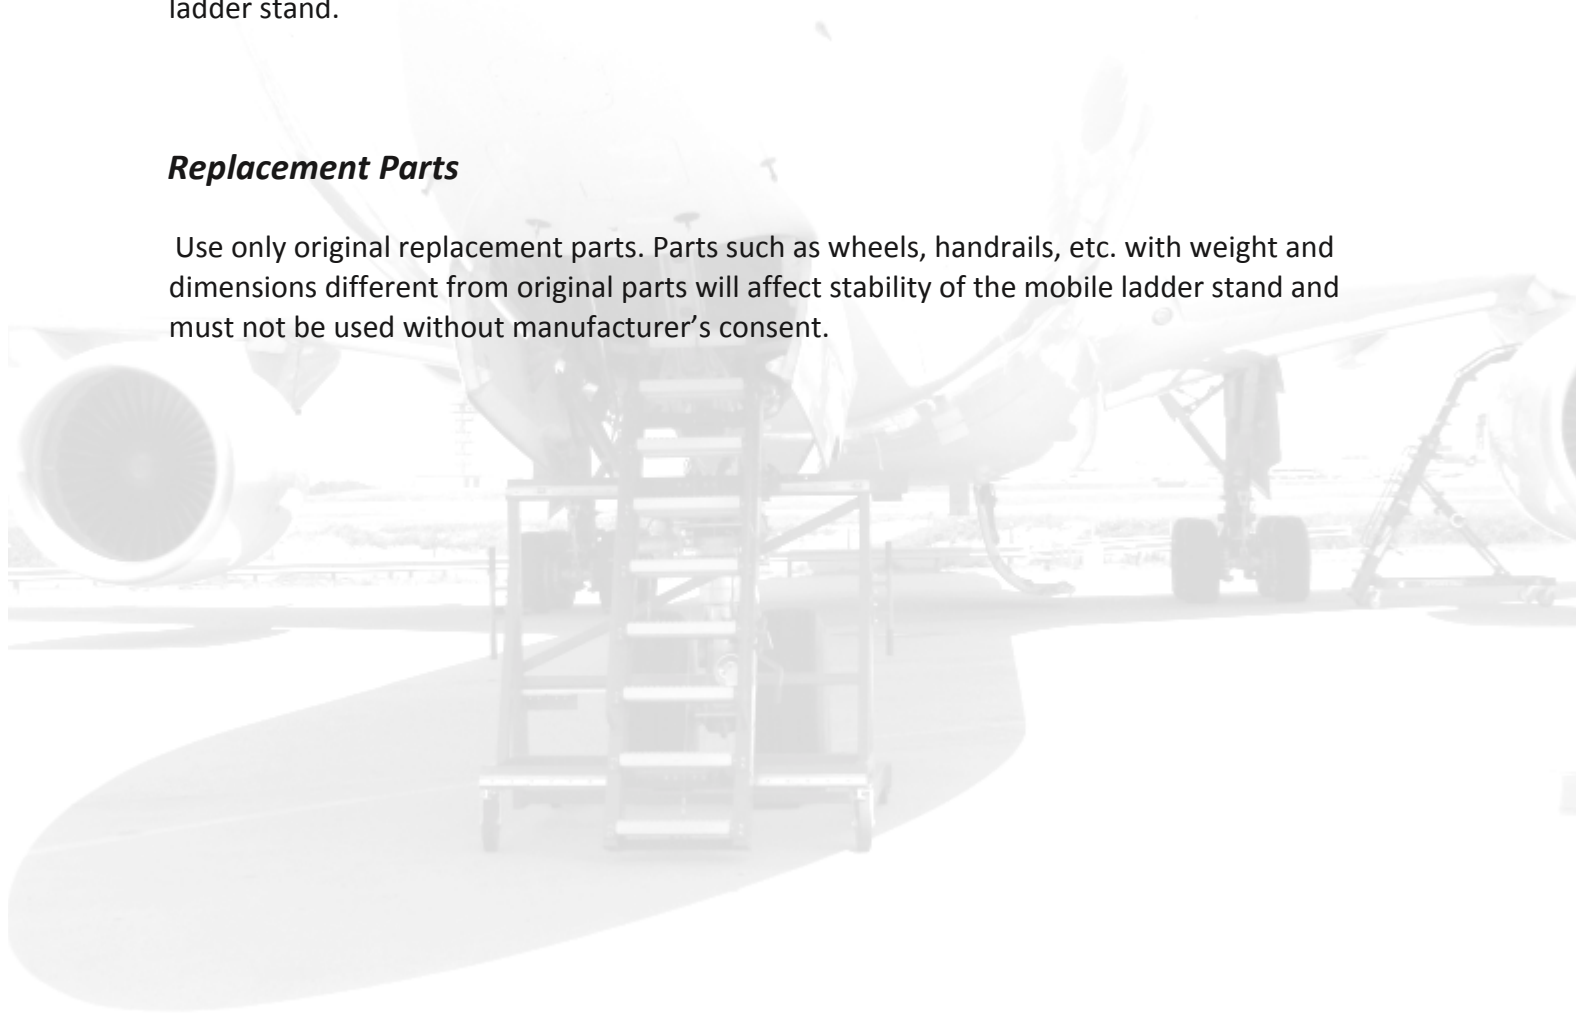 ladder stand.
Replacement Parts
Use only original replacement parts. Parts such as wheels, handrails, etc. with weight and
dimensions different from original parts will affect stability of the mobile ladder stand and
must not be used without manufacturer’s consent.